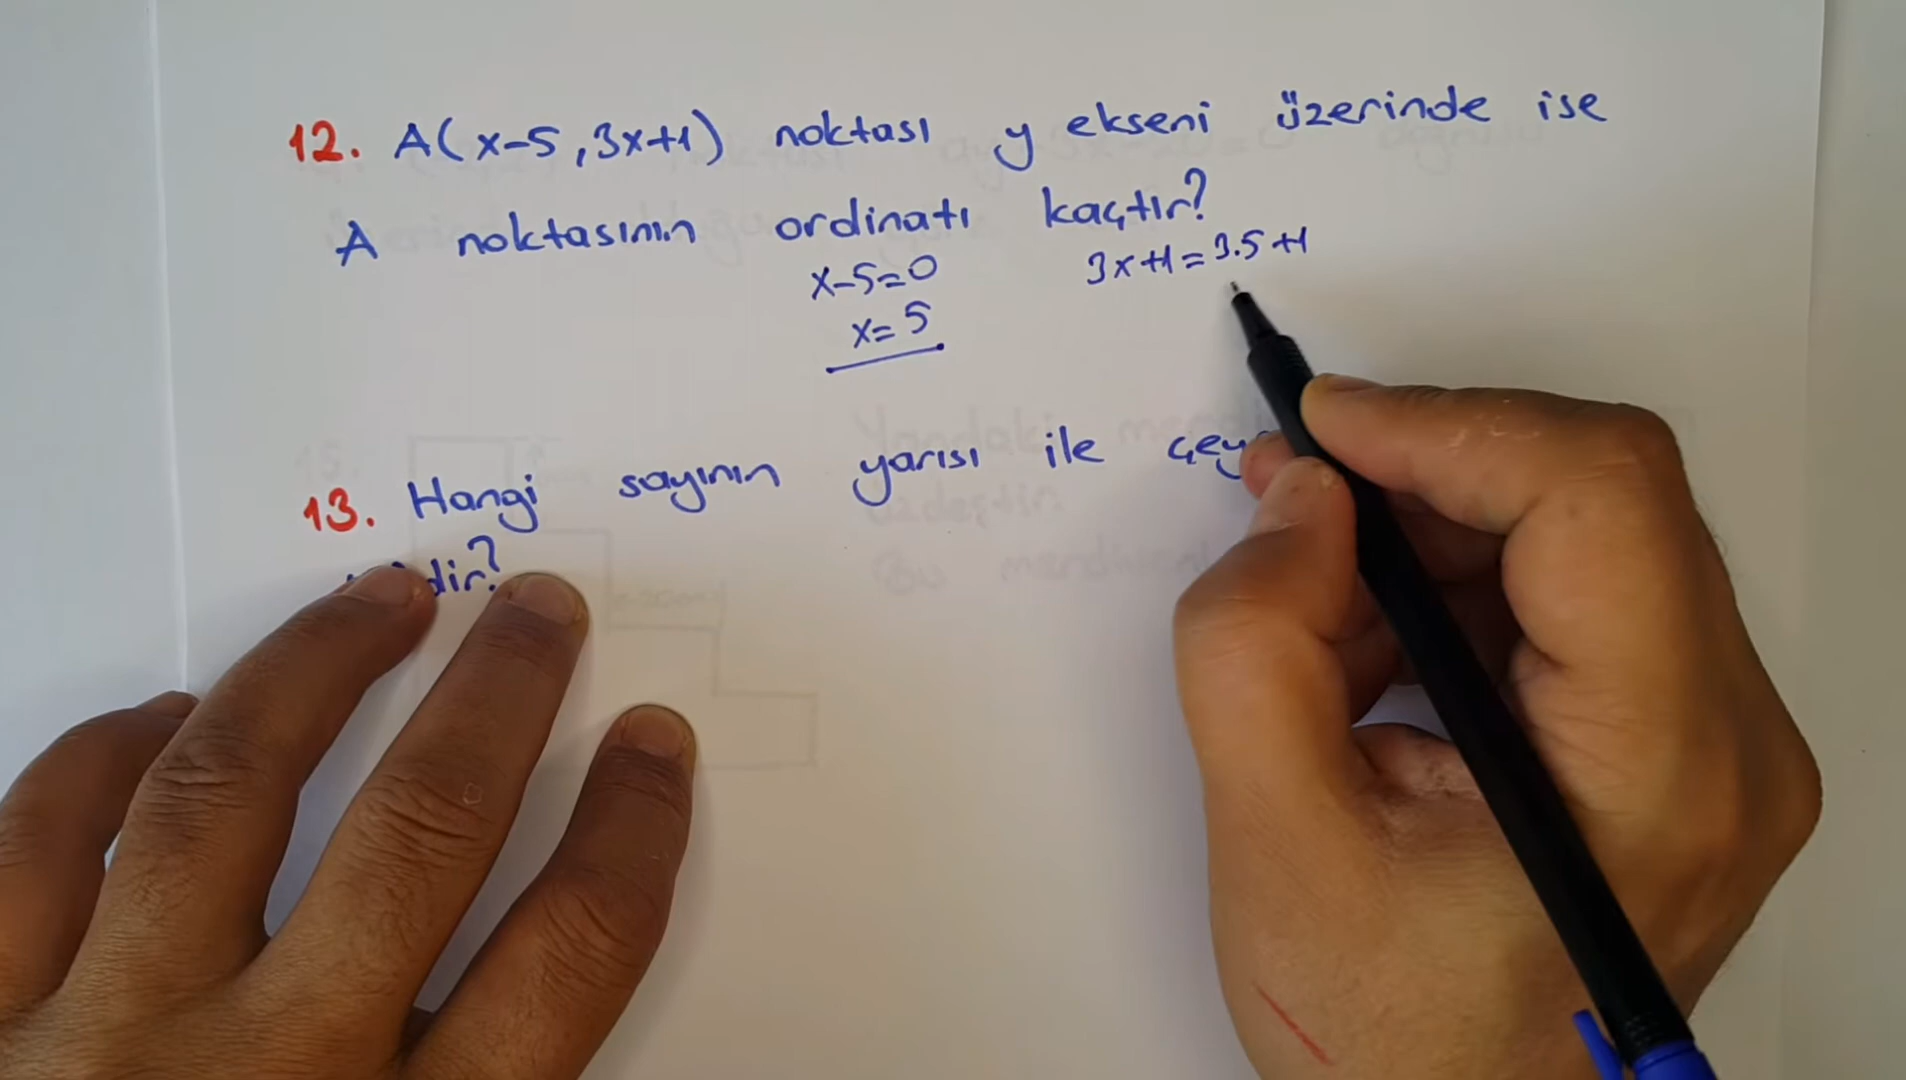 12. A(x-5,3x+1) noktası y ekseni üzerinde ise
A noktasının ordinatı kaçtır?
x-5=0
x=5
3x+1=3.5+1
13. Hangi sayının yarısı ile